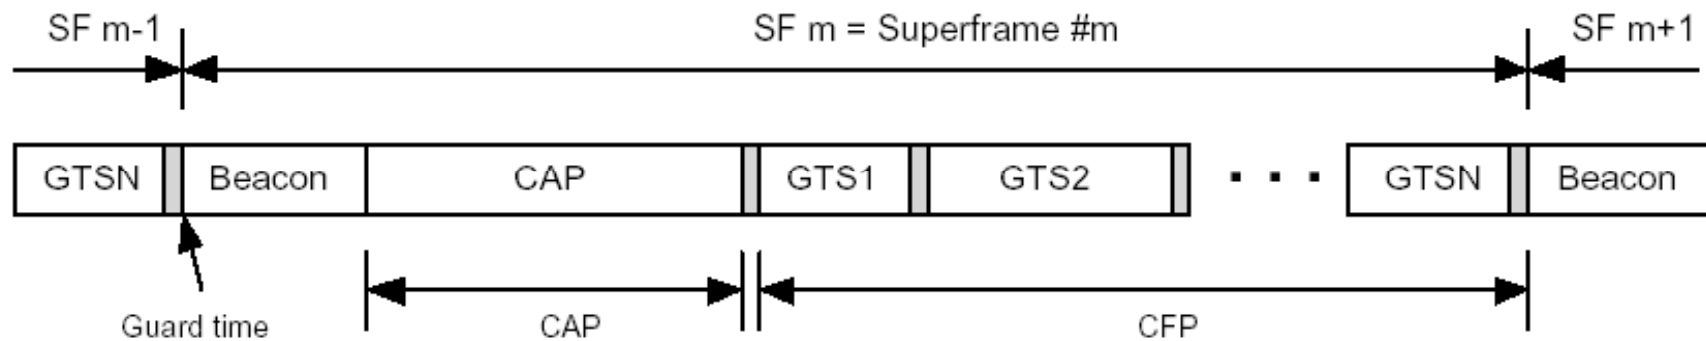 SF m-1 SF m = Superframe #m SF m+1
GTSN Beacon CAP GTS1 GTS2 . . . GTSN Beacon
Guard time CAP CFP